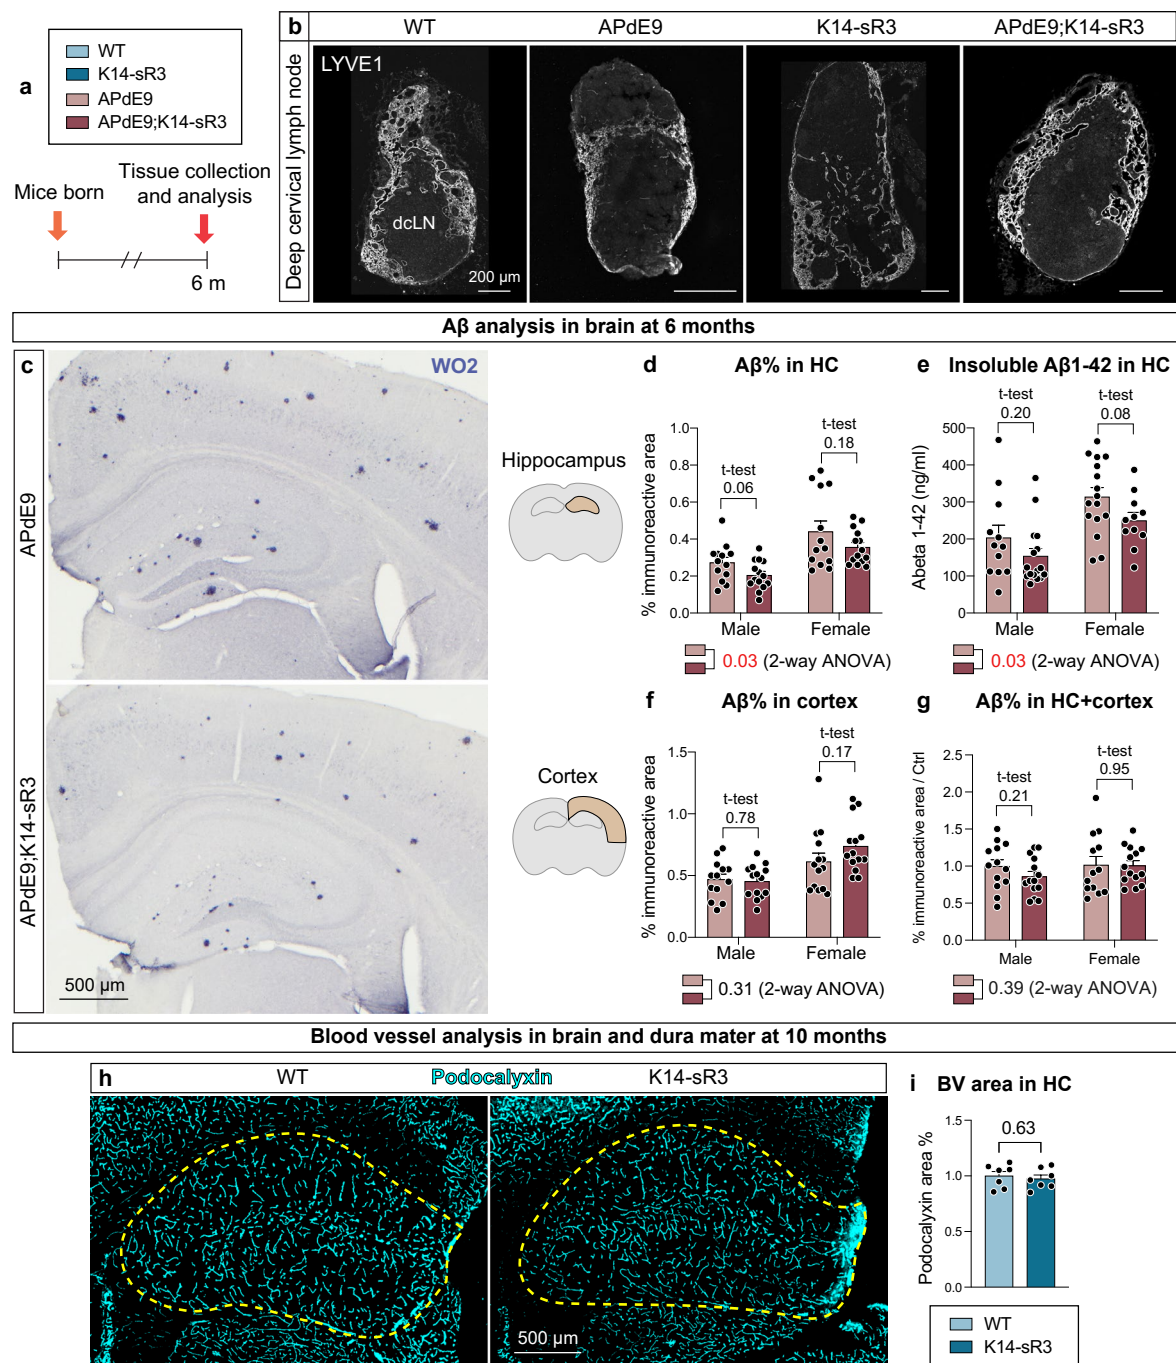 a
WT
K14-sR3
APdE9
APdE9;K14-sR3
Mice born
Tissue collection
and analysis
6 m
b
WT
APdE9
K14-sR3
APdE9;K14-sR3
Deep cervical lymph node
LYVE1
dcLN
200 µm
Aβ analysis in brain at 6 months
c
APdE9
WO2
APdE9;K14-sR3
500 µm
Hippocampus
Cortex
d
Aβ% in HC
% immunoreactive area
1.0
0.8
0.6
0.4
0.2
0.0
t-test
0.06
t-test
0.18
Male
Female
0.03 (2-way ANOVA)
e
Insoluble Aβ1-42 in HC
Abeta 1-42 (ng/ml)
500
400
300
200
100
0
t-test
0.20
t-test
0.08
Male
Female
0.03 (2-way ANOVA)
f
Aβ% in cortex
% immunoreactive area
1.5
1.0
0.5
0.0
t-test
0.78
t-test
0.17
Male
Female
0.31 (2-way ANOVA)
g
Aβ% in HC+cortex
% immunoreactive area / Ctrl
2.5
2.0
1.5
1.0
0.5
0.0
t-test
0.21
t-test
0.95
Male
Female
0.39 (2-way ANOVA)
Blood vessel analysis in brain and dura mater at 10 months
h
WT
Podocalyxin
K14-sR3
500 µm
i
BV area in HC
Podocalyxin area %
1.5
1.0
0.5
0.0
0.63
WT
K14-sR3